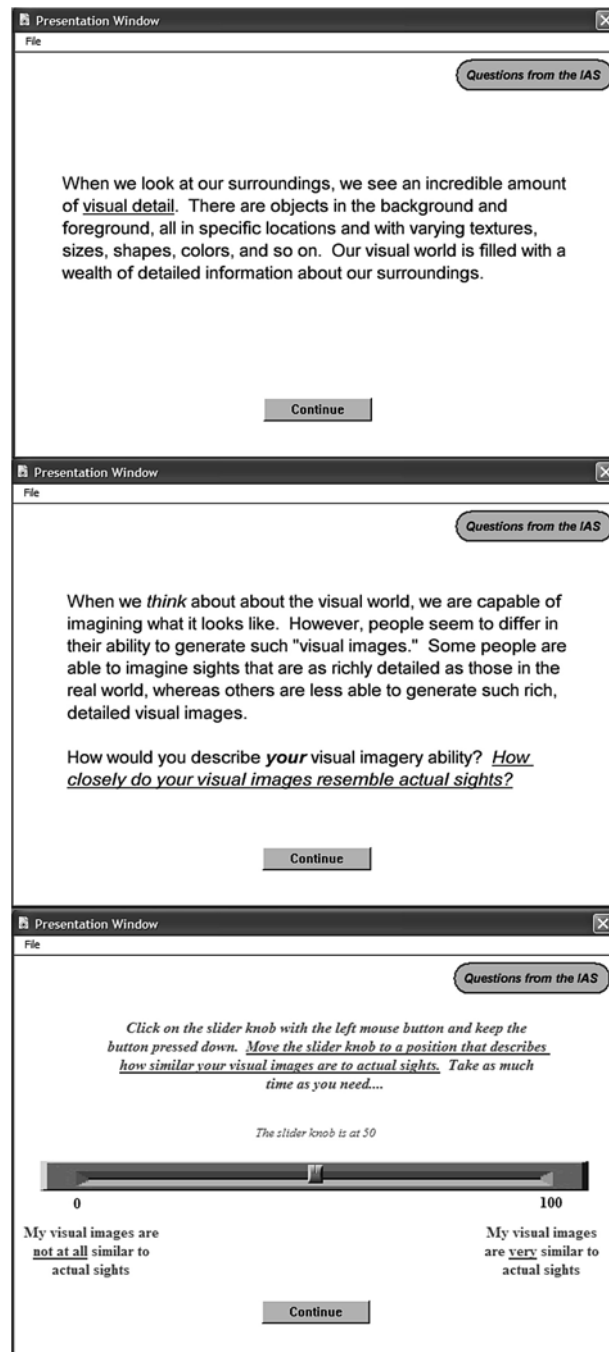 Presentation Window
File
Questions from the IAS
When we look at our surroundings, we see an incredible amount
of visual detail. There are objects in the background and
foreground, all in specific locations and with varying textures,
sizes, shapes, colors, and so on. Our visual world is filled with a
wealth of detailed information about our surroundings.
Continue
Presentation Window
File
Questions from the IAS
When we think about about the visual world, we are capable of
imagining what it looks like. However, people seem to differ in
their ability to generate such "visual images." Some people are
able to imagine sights that are as richly detailed as those in the
real world, whereas others are less able to generate such rich,
detailed visual images.
How would you describe your visual imagery ability? How
closely do your visual images resemble actual sights?
Continue
Presentation Window
File
Questions from the IAS
Click on the slider knob with the left mouse button and keep the
button pressed down. Move the slider knob to a position that describes
how similar your visual images are to actual sights. Take as much
time as you need....
The slider knob is at 50
0
100
My visual images are
not at all similar to
actual sights
My visual images
are very similar to
actual sights
Continue